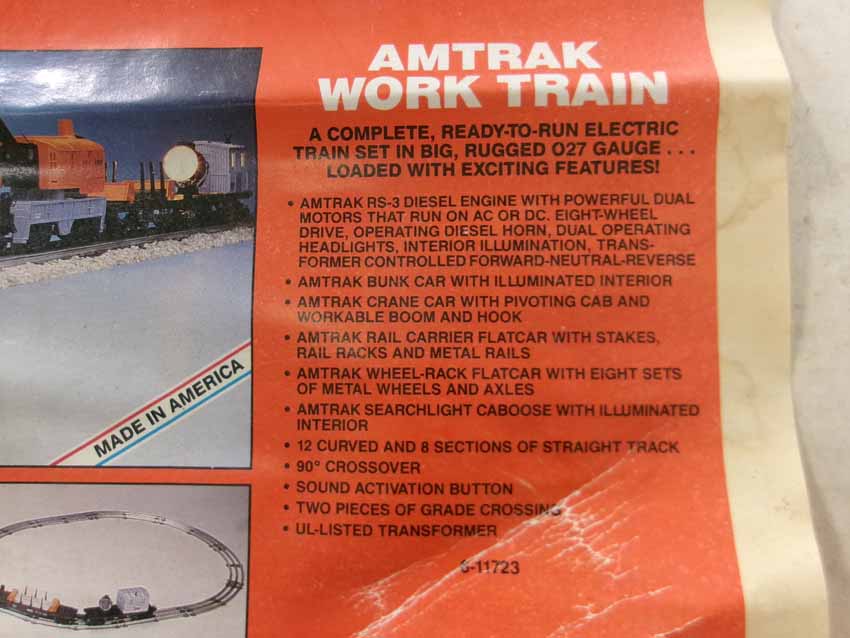 AMTRAK
WORK TRAIN
A COMPLETE, READY-TO-RUN ELECTRIC
TRAIN SET IN BIG, RUGGED O27 GAUGE . . .
LOADED WITH EXCITING FEATURES!
• AMTRAK RS-3 DIESEL ENGINE WITH POWERFUL DUAL
MOTORS THAT RUN ON AC OR DC. EIGHT-WHEEL
DRIVE, OPERATING DIESEL HORN, DUAL OPERATING
HEADLIGHTS, INTERIOR ILLUMINATION, TRANS-
FORMER CONTROLLED FORWARD-NEUTRAL-REVERSE
• AMTRAK BUNK CAR WITH ILLUMINATED INTERIOR
• AMTRAK CRANE CAR WITH PIVOTING CAB AND
WORKABLE BOOM AND HOOK
• AMTRAK RAIL CARRIER FLATCAR WITH STAKES,
RAIL RACKS AND METAL RAILS
• AMTRAK WHEEL-RACK FLATCAR WITH EIGHT SETS
OF METAL WHEELS AND AXLES
• AMTRAK SEARCHLIGHT CABOOSE WITH ILLUMINATED
INTERIOR
• 12 CURVED AND 8 SECTIONS OF STRAIGHT TRACK
• 90° CROSSOVER
• SOUND ACTIVATION BUTTON
• TWO PIECES OF GRADE CROSSING
• UL-LISTED TRANSFORMER
6-11723
MADE IN AMERICA